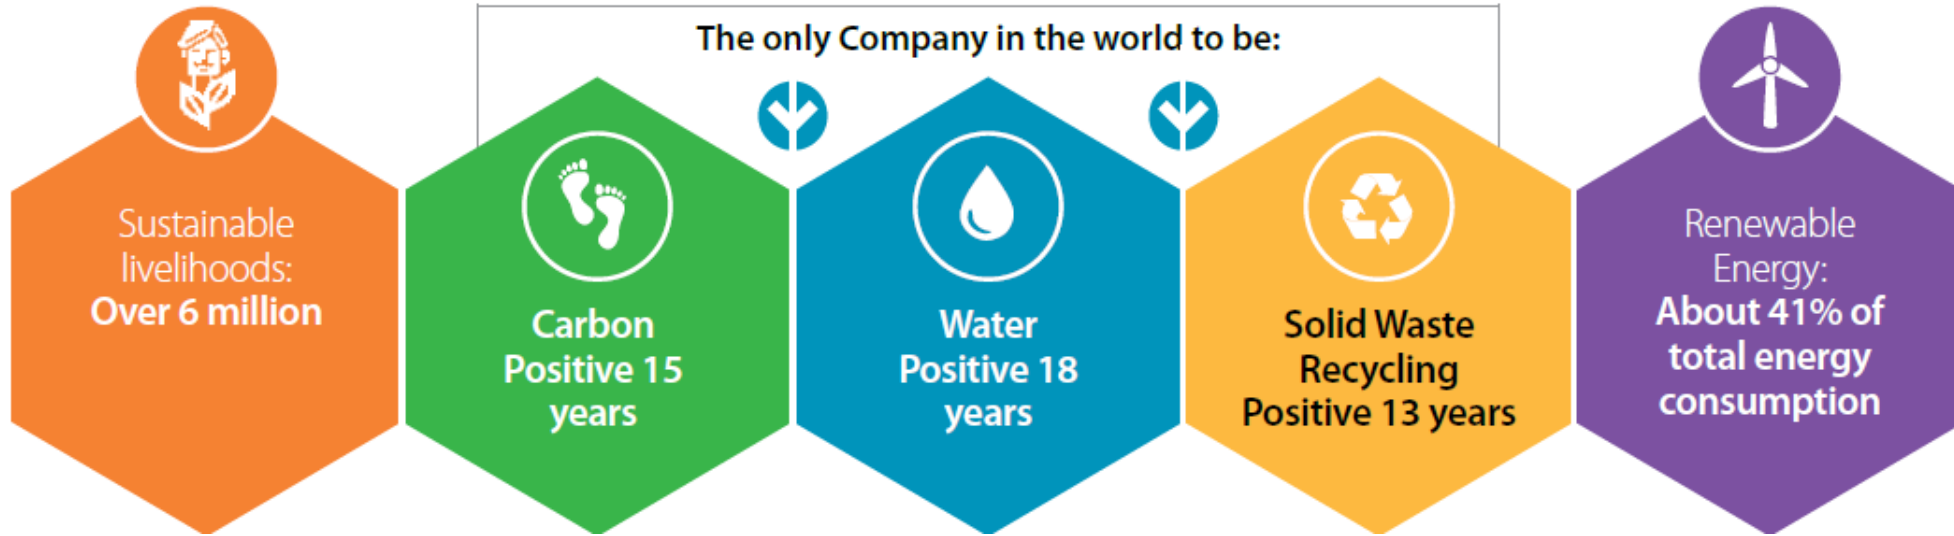 The only Company in the world to be:
Sustainable
livelihoods:
Over 6 million
Carbon
Positive 15
years
Water
Positive 18
years
Solid Waste
Recycling
Positive 13 years
Renewable
Energy:
About 41% of
total energy
consumption